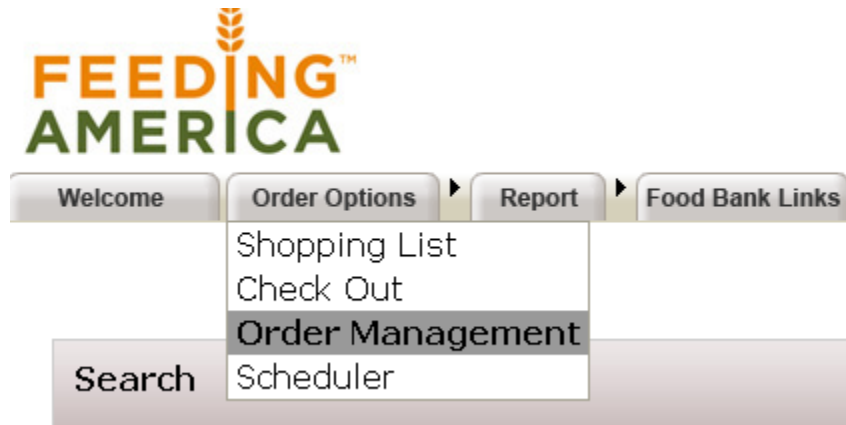 FEEDING™
AMERICA
Welcome Order Options Report Food Bank Links
Shopping List
Check Out
Order Management
Search Scheduler